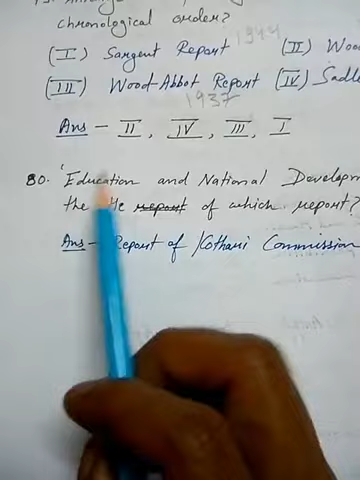 chronological order?
(I) Sargent Report 1944 (II) Woo
(III) Wood-Abbot Report (IV) Sadle
1937
Ans - II, IV, III, I
80. 'Education and National Developm
the report of which report?
Ans - Report of Kothari Commission